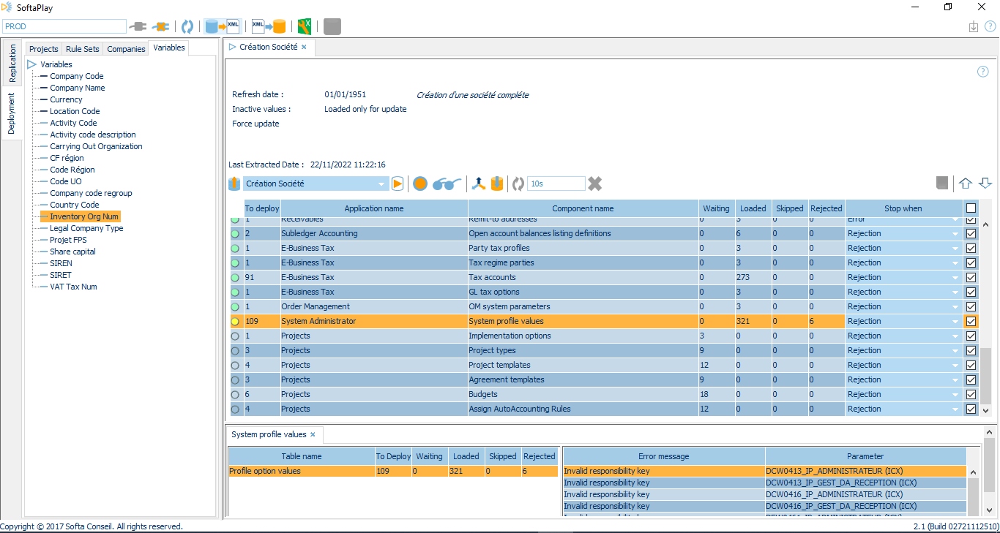 SoftaPlay
PROD
XML XML X
Replication
Deployment
Projects Rule Sets Companies Variables
Variables
Company Code
Company Name
Currency
Location Code
Activity Code
Activity code description
Carrying Out Organization
CF région
Code Région
Code UO
Company code regroup
Country Code
Inventory Org Num
Legal Company Type
Projet FPS
Share capital
SIREN
SIRET
VAT Tax Num
Création Société ×
?
Refresh date : 01/01/1951 Création d'une société compléte
Inactive values : Loaded only for update
Force update
Last Extracted Date : 22/11/2022 11:22:16
Création Société 10s
To deploy Application name Component name Waiting Loaded Skipped Rejected Stop when
1 Receivables Remit-to addresses 0 3 0 0 Error
2 Subledger Accounting Open account balances listing definitions 0 6 0 0 Rejection
1 E-Business Tax Party tax profiles 0 3 0 0 Rejection
1 E-Business Tax Tax regime parties 0 3 0 0 Rejection
91 E-Business Tax Tax accounts 0 273 0 0 Rejection
1 E-Business Tax GL tax options 0 3 0 0 Rejection
1 Order Management OM system parameters 0 3 0 0 Rejection
109 System Administrator System profile values 0 321 0 6 Rejection
1 Projects Implementation options 3 0 0 0 Rejection
3 Projects Project types 9 0 0 0 Rejection
4 Projects Project templates 12 0 0 0 Rejection
3 Projects Agreement templates 9 0 0 0 Rejection
6 Projects Budgets 18 0 0 0 Rejection
4 Projects Assign AutoAccounting Rules 12 0 0 0 Rejection
System profile values ×
Table name To Deploy Waiting Loaded Skipped Rejected
Profile option values 109 0 321 0 6
Error message Parameter
Invalid responsibility key DCW0413_IP_ADMINISTRATEUR (ICX)
Invalid responsibility key DCW0413_IP_GEST_DA_RECEPTION (ICX)
Invalid responsibility key DCW0416_IP_ADMINISTRATEUR (ICX)
Invalid responsibility key DCW0416_IP_GEST_DA_RECEPTION (ICX)
Copyright © 2017 Softa Conseil. All rights reserved.
2.1 (Build 02721112510)